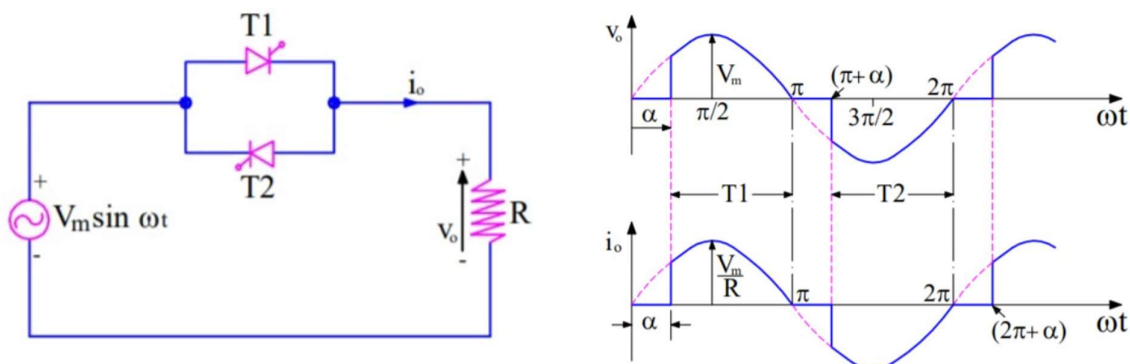 T1
T2
i₀
+
V_m sin ωt
-
+
v₀
-
R
v₀
V_m
α
π/2
π
(π+α)
3π/2
2π
ωt
T1
T2
i₀
V_m/R
α
π
2π
(2π+α)
ωt